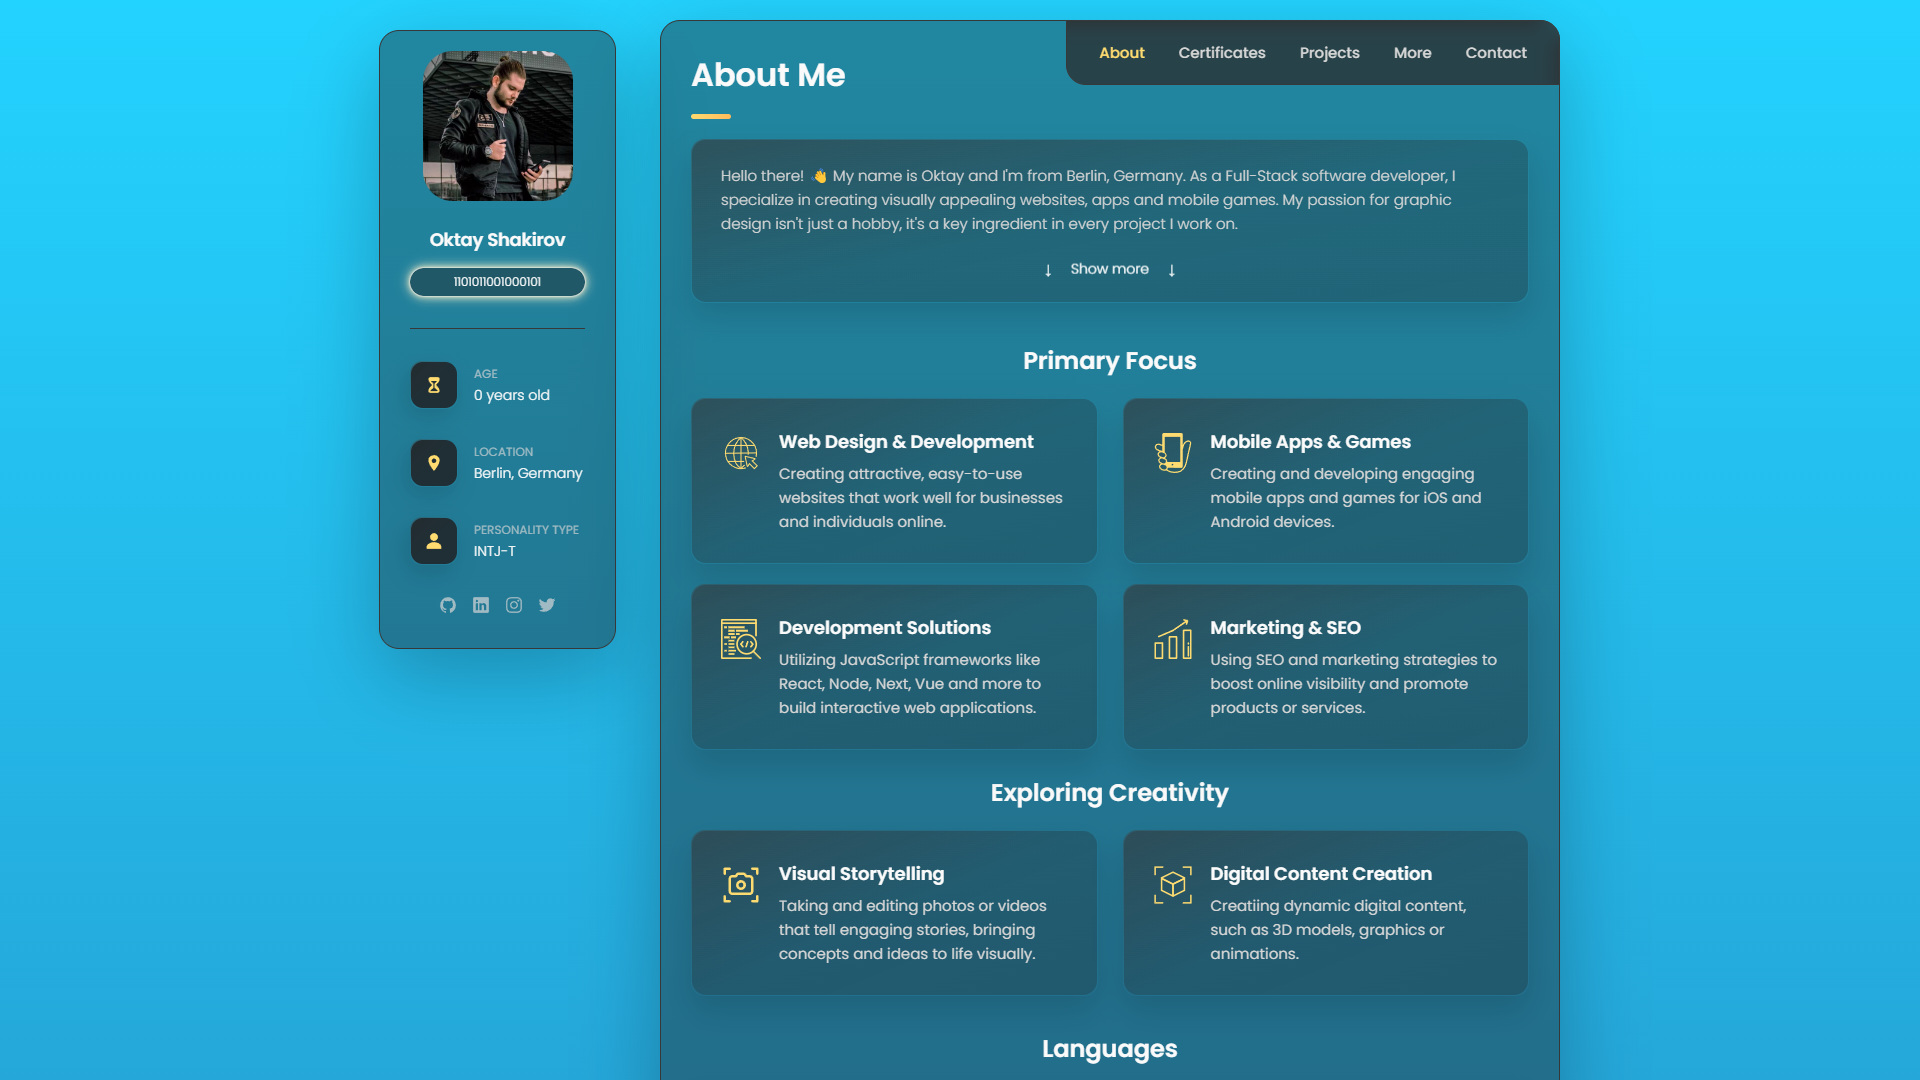 Oktay Shakirov
1101011001000101
AGE
0 years old
LOCATION
Berlin, Germany
PERSONALITY TYPE
INTJ-T
About
Certificates
Projects
More
Contact
About Me
Hello there! 👋 My name is Oktay and I'm from Berlin, Germany. As a Full-Stack software developer, I
specialize in creating visually appealing websites, apps and mobile games. My passion for graphic
design isn't just a hobby, it's a key ingredient in every project I work on.
↓ Show more ↓
Primary Focus
Web Design & Development
Creating attractive, easy-to-use
websites that work well for businesses
and individuals online.
Mobile Apps & Games
Creating and developing engaging
mobile apps and games for iOS and
Android devices.
Development Solutions
Utilizing JavaScript frameworks like
React, Node, Next, Vue and more to
build interactive web applications.
Marketing & SEO
Using SEO and marketing strategies to
boost online visibility and promote
products or services.
Exploring Creativity
Visual Storytelling
Taking and editing photos or videos
that tell engaging stories, bringing
concepts and ideas to life visually.
Digital Content Creation
Creatiing dynamic digital content,
such as 3D models, graphics or
animations.
Languages